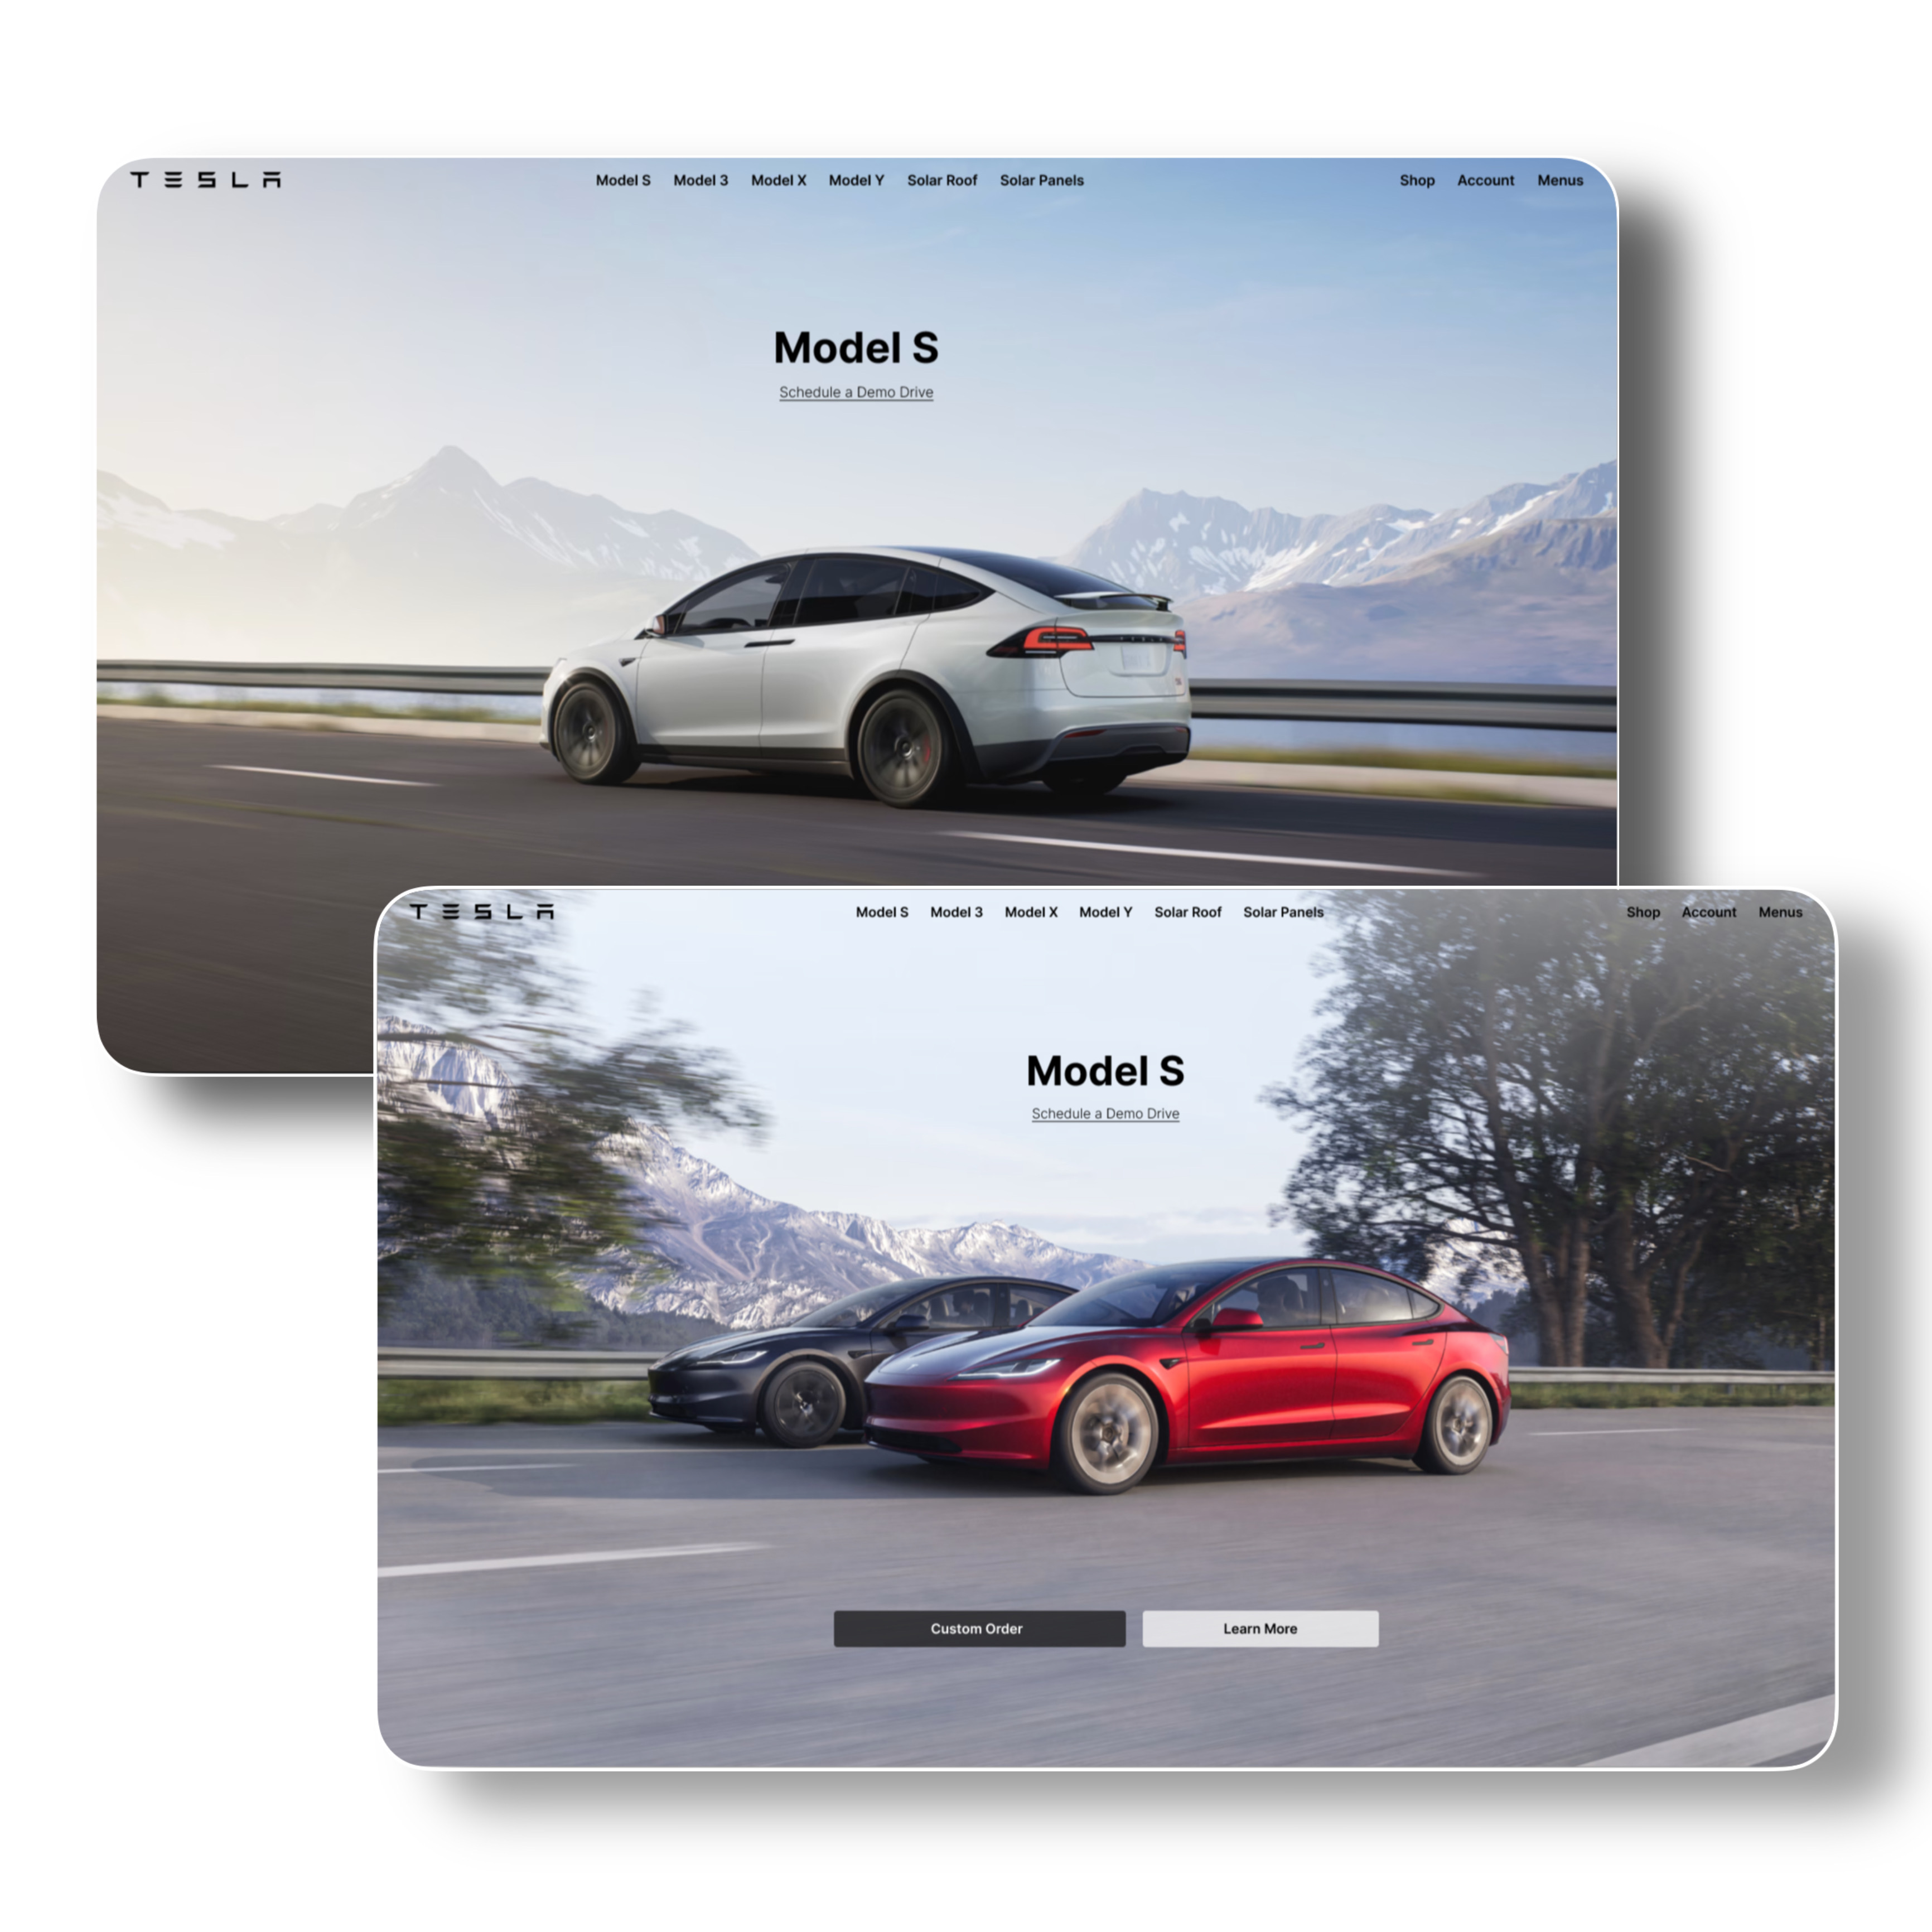 TESLA Model S Model 3 Model X Model Y Solar Roof Solar Panels Shop Account Menus
Model S
Schedule a Demo Drive
TESLA Model S Model 3 Model X Model Y Solar Roof Solar Panels Shop Account Menus
Model S
Schedule a Demo Drive
Custom Order Learn More